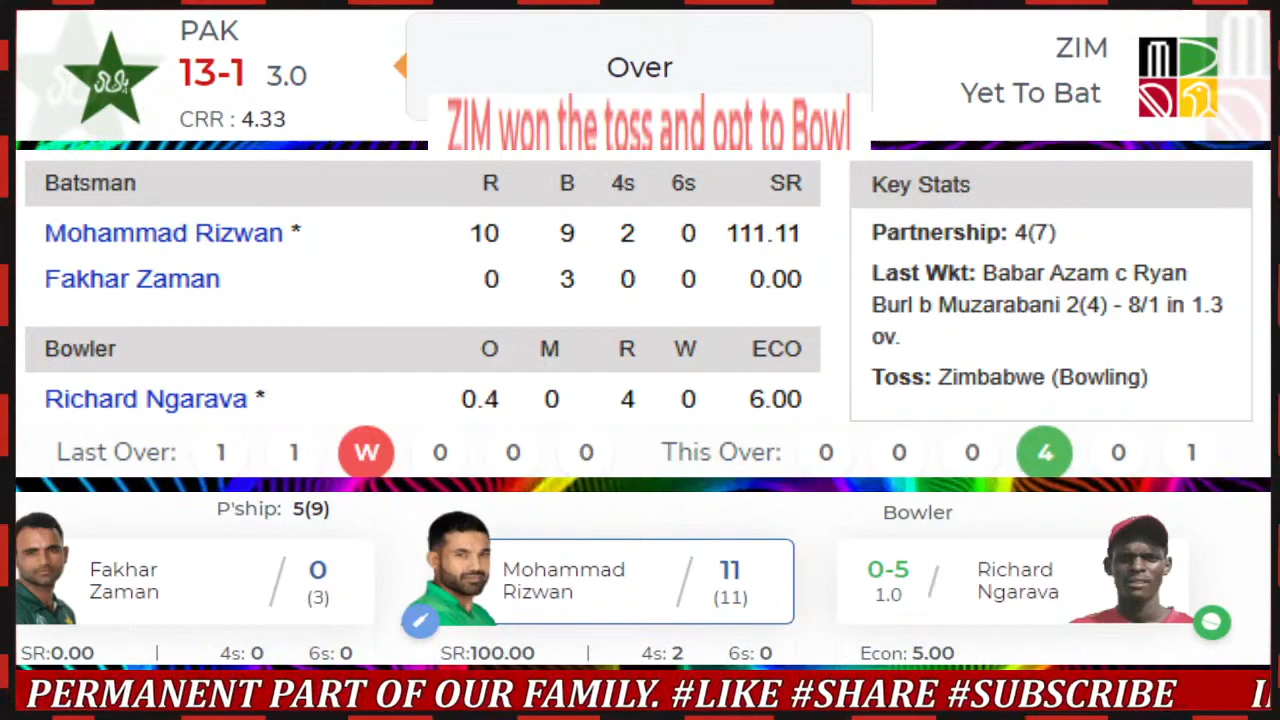 PAK
13-1 3.0
CRR : 4.33
Over
ZIM won the toss and opt to Bowl
ZIM
Yet To Bat
Batsman R B 4s 6s SR
Mohammad Rizwan * 10 9 2 0 111.11
Fakhar Zaman 0 3 0 0 0.00
Bowler O M R W ECO
Richard Ngarava * 0.4 0 4 0 6.00
Key Stats
Partnership: 4(7)
Last Wkt: Babar Azam c Ryan
Burl b Muzarabani 2(4) - 8/1 in 1.3
ov.
Toss: Zimbabwe (Bowling)
Last Over: 1 1 W 0 0 0
This Over: 0 0 0 4 0 1
P'ship: 5(9)
Fakhar
Zaman
0
(3)
SR:0.00 | 4s: 0 6s: 0
Mohammad
Rizwan
11
(11)
SR:100.00 | 4s: 2 6s: 0
Bowler
0-5
1.0
Richard
Ngarava
Econ: 5.00
PERMANENT PART OF OUR FAMILY. #LIKE #SHARE #SUBSCRIBE